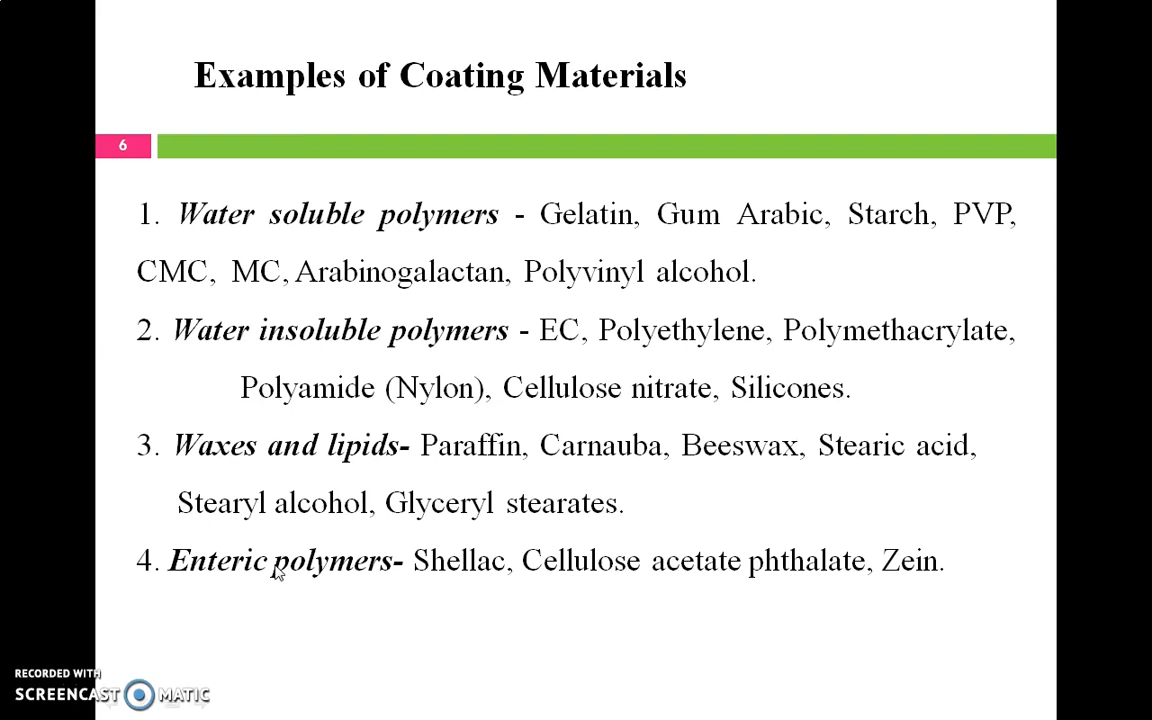 Examples of Coating Materials
6
1. Water soluble polymers - Gelatin, Gum Arabic, Starch, PVP,
CMC, MC, Arabinogalactan, Polyvinyl alcohol.
2. Water insoluble polymers - EC, Polyethylene, Polymethacrylate,
Polyamide (Nylon), Cellulose nitrate, Silicones.
3. Waxes and lipids- Paraffin, Carnauba, Beeswax, Stearic acid,
Stearyl alcohol, Glyceryl stearates.
4. Enteric polymers- Shellac, Cellulose acetate phthalate, Zein.
RECORDED WITH
SCREENCAST MATIC